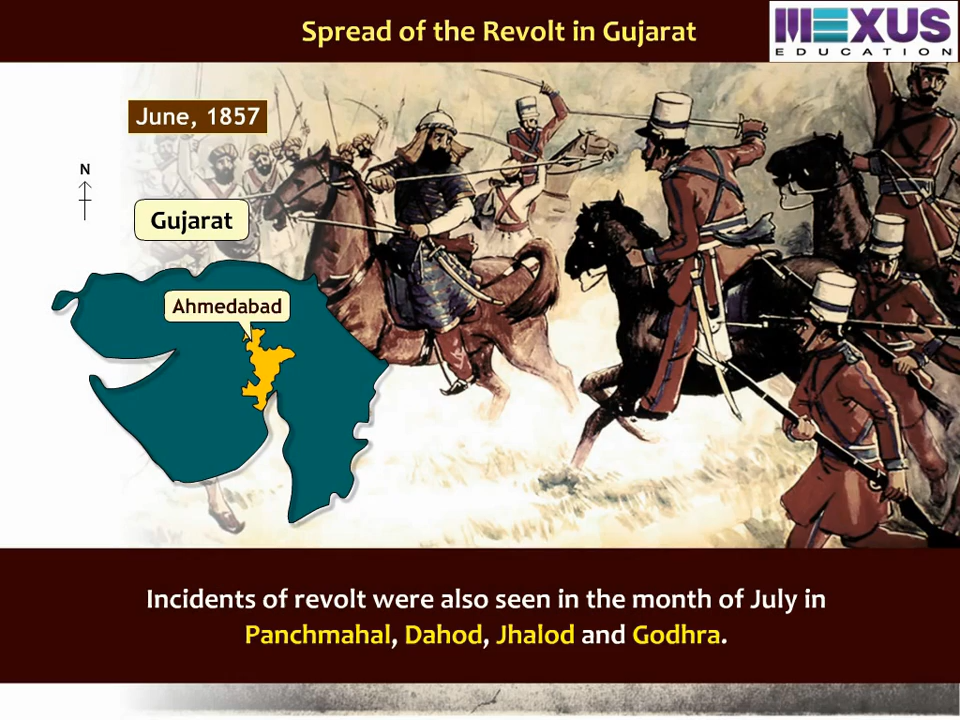 Spread of the Revolt in Gujarat
MEXUS
EDUCATION
June, 1857
N
Gujarat
Ahmedabad
Incidents of revolt were also seen in the month of July in
Panchmahal, Dahod, Jhalod and Godhra.